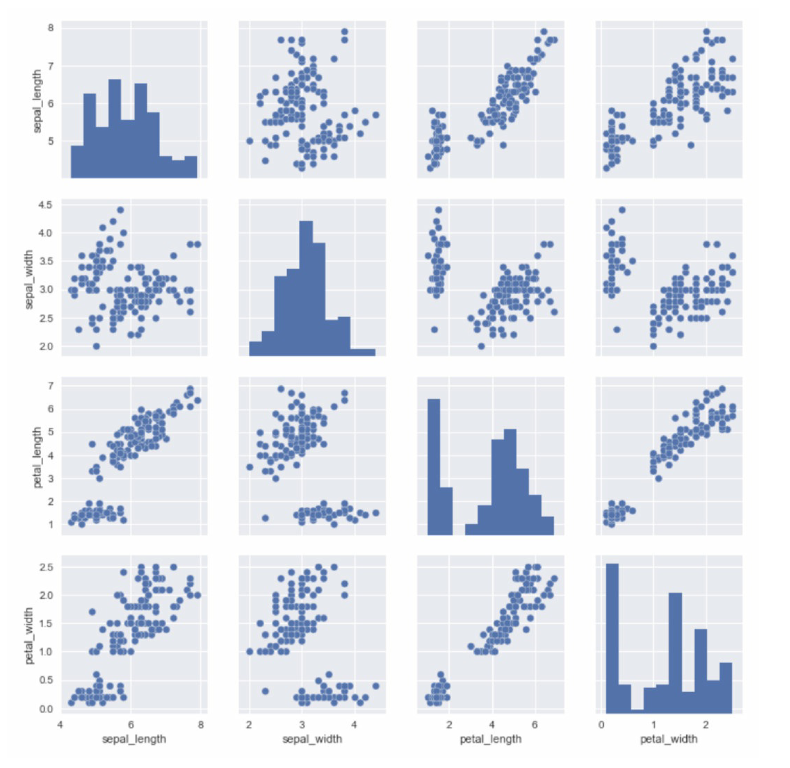 8
7
6
5
sepal_length
4.5
4.0
3.5
3.0
2.5
2.0
sepal_width
7
6
5
4
3
2
1
petal_length
2.5
2.0
1.5
1.0
0.5
0.0
petal_width
4 6 8
sepal_length
2 3 4
sepal_width
2 4 6
petal_length
0 1 2
petal_width